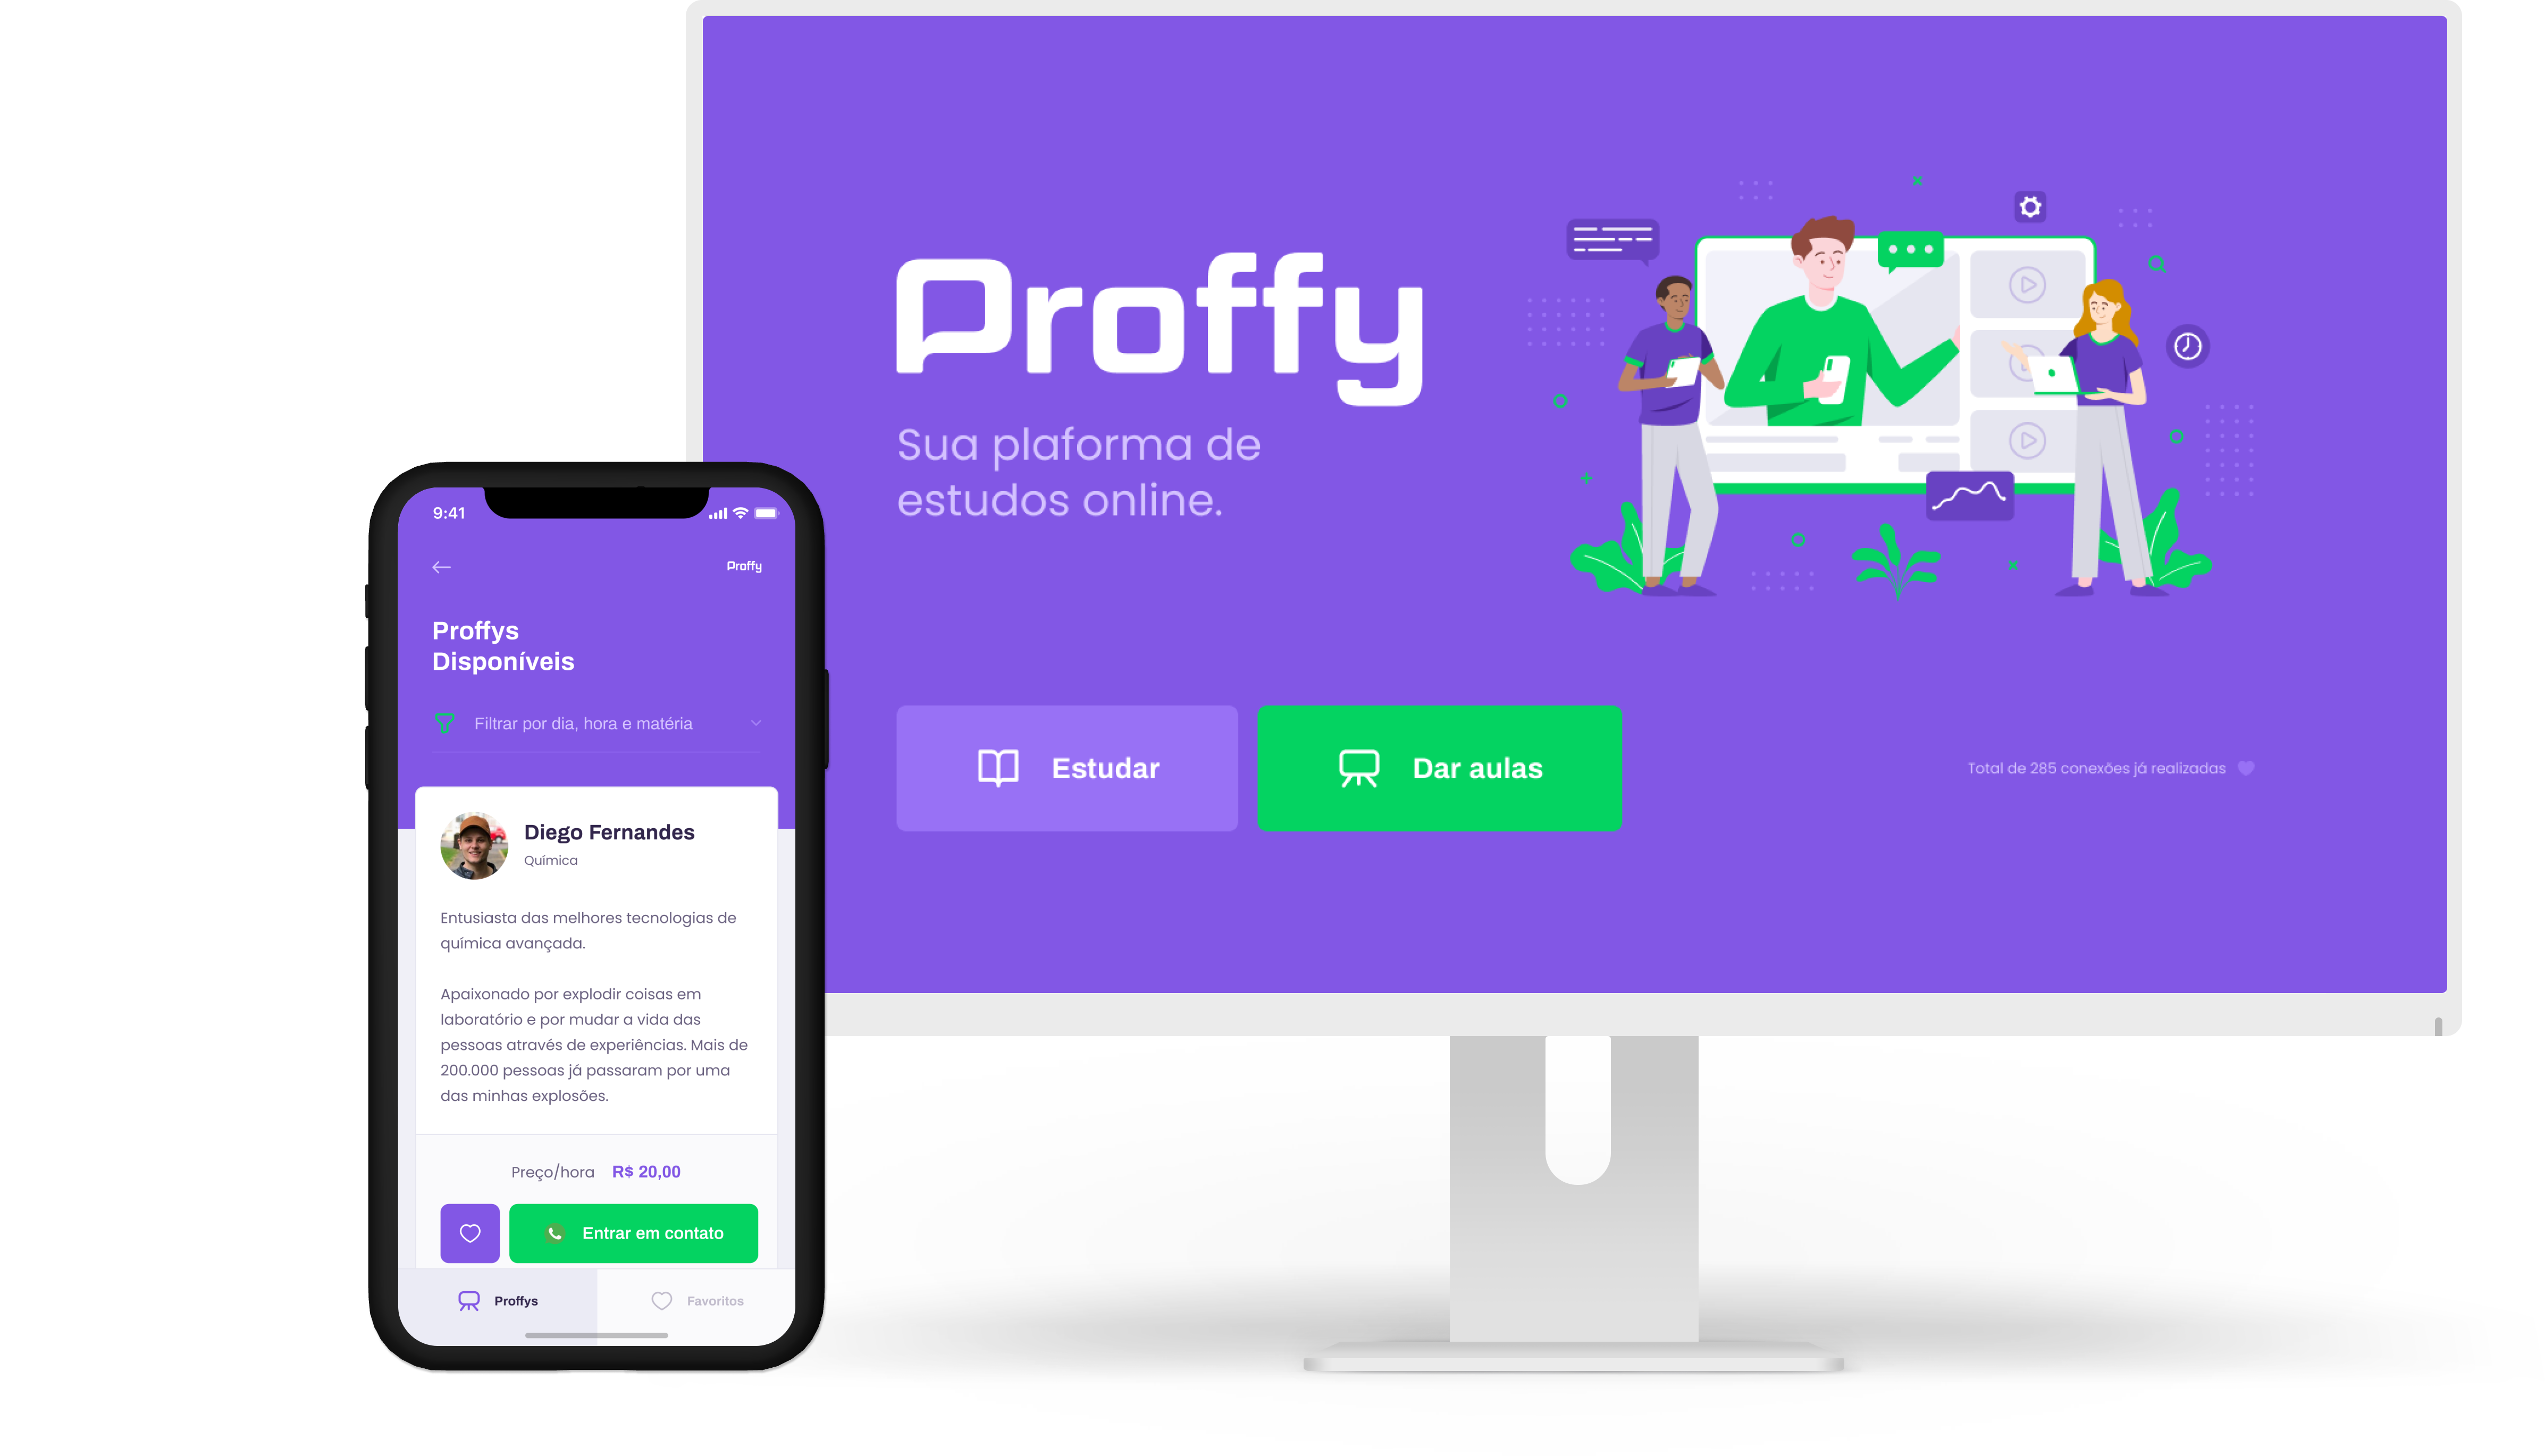 Proffy
Sua plaforma de
estudos online.
Estudar
Dar aulas
Total de 285 conexões já realizadas
9:41
Proffy
Proffys
Disponíveis
Filtrar por dia, hora e matéria
Diego Fernandes
Química
Entusiasta das melhores tecnologias de
química avançada.
Apaixonado por explodir coisas em
laboratório e por mudar a vida das
pessoas através de experiências. Mais de
200.000 pessoas já passaram por uma
das minhas explosões.
Preço/hora R$ 20,00
Entrar em contato
Proffys
Favoritos